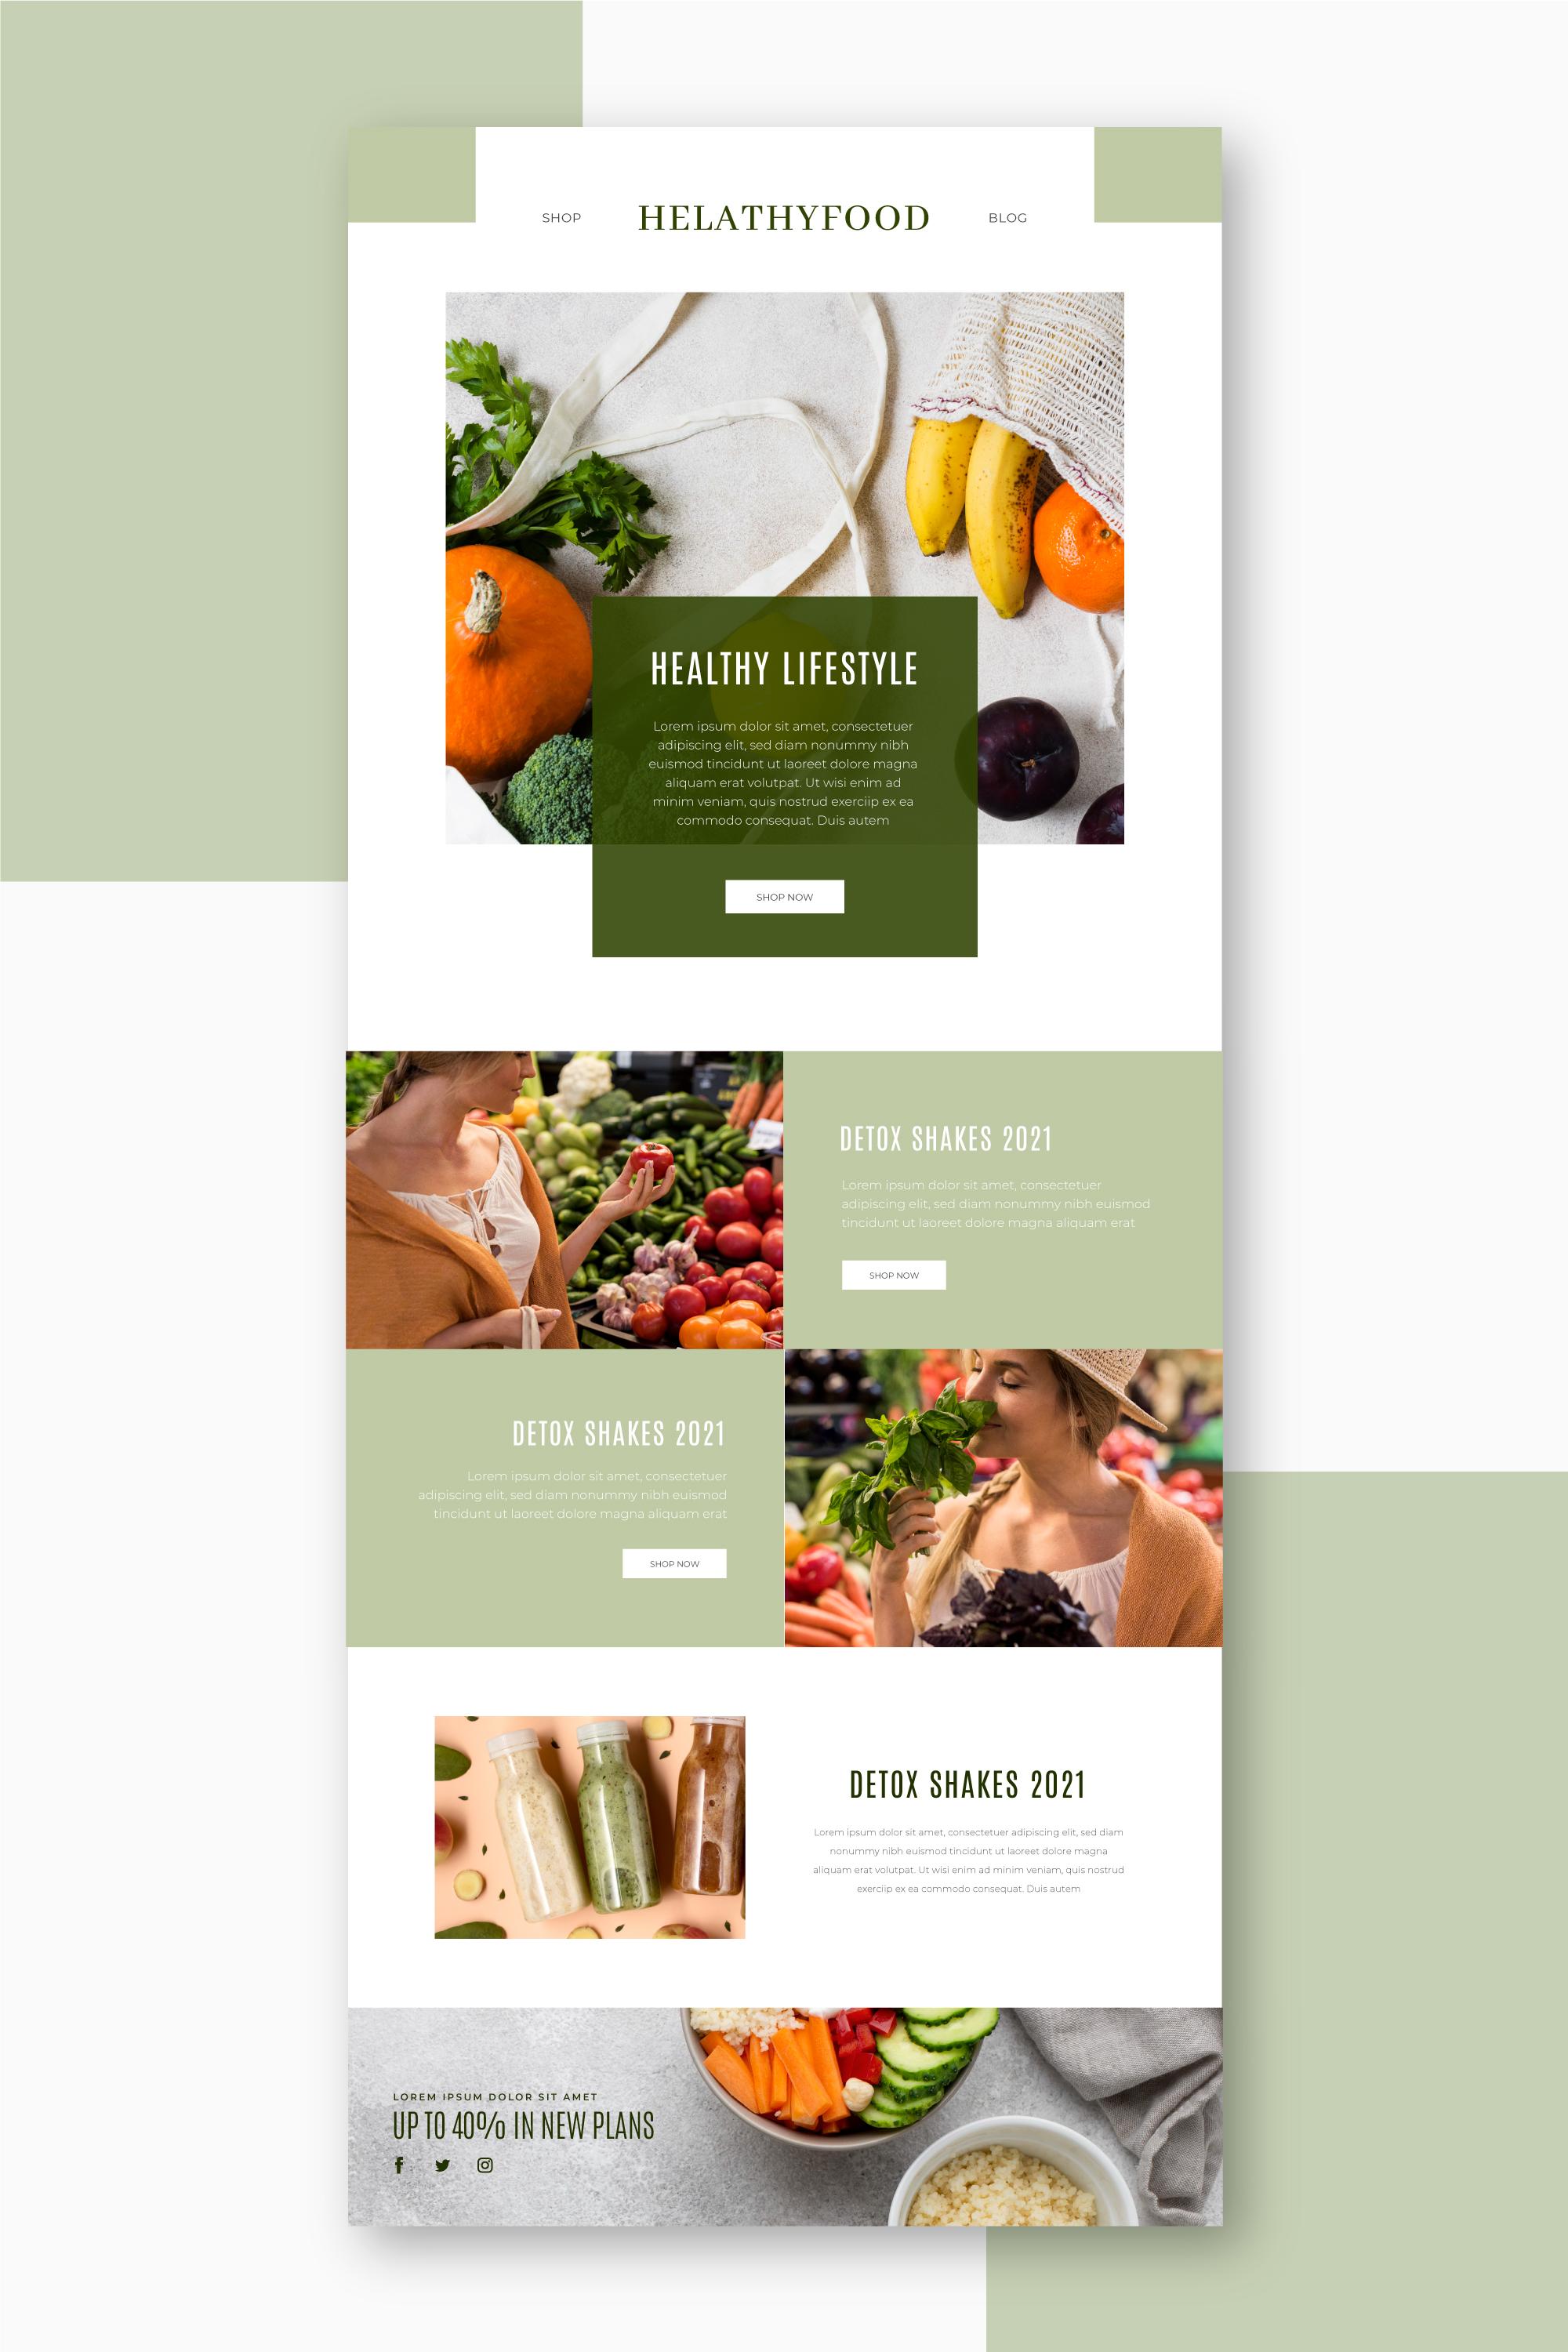 SHOP
HELATHYFOOD
BLOG
HEALTHY LIFESTYLE
Lorem ipsum dolor sit amet, consectetuer
adipiscing elit, sed diam nonummy nibh
euismod tincidunt ut laoreet dolore magna
aliquam erat volutpat. Ut wisi enim ad
minim veniam, quis nostrud exerciip ex ea
commodo consequat. Duis autem
SHOP NOW
DETOX SHAKES 2021
Lorem ipsum dolor sit amet, consectetuer
adipiscing elit, sed diam nonummy nibh euismod
tincidunt ut laoreet dolore magna aliquam erat
SHOP NOW
DETOX SHAKES 2021
Lorem ipsum dolor sit amet, consectetuer
adipiscing elit, sed diam nonummy nibh euismod
tincidunt ut laoreet dolore magna aliquam erat
SHOP NOW
DETOX SHAKES 2021
Lorem ipsum dolor sit amet, consectetuer adipiscing elit, sed diam
nonummy nibh euismod tincidunt ut laoreet dolore magna
aliquam erat volutpat. Ut wisi enim ad minim veniam, quis nostrud
exerciip ex ea commodo consequat. Duis autem
LOREM IPSUM DOLOR SIT AMET
UP TO 40% IN NEW PLANS